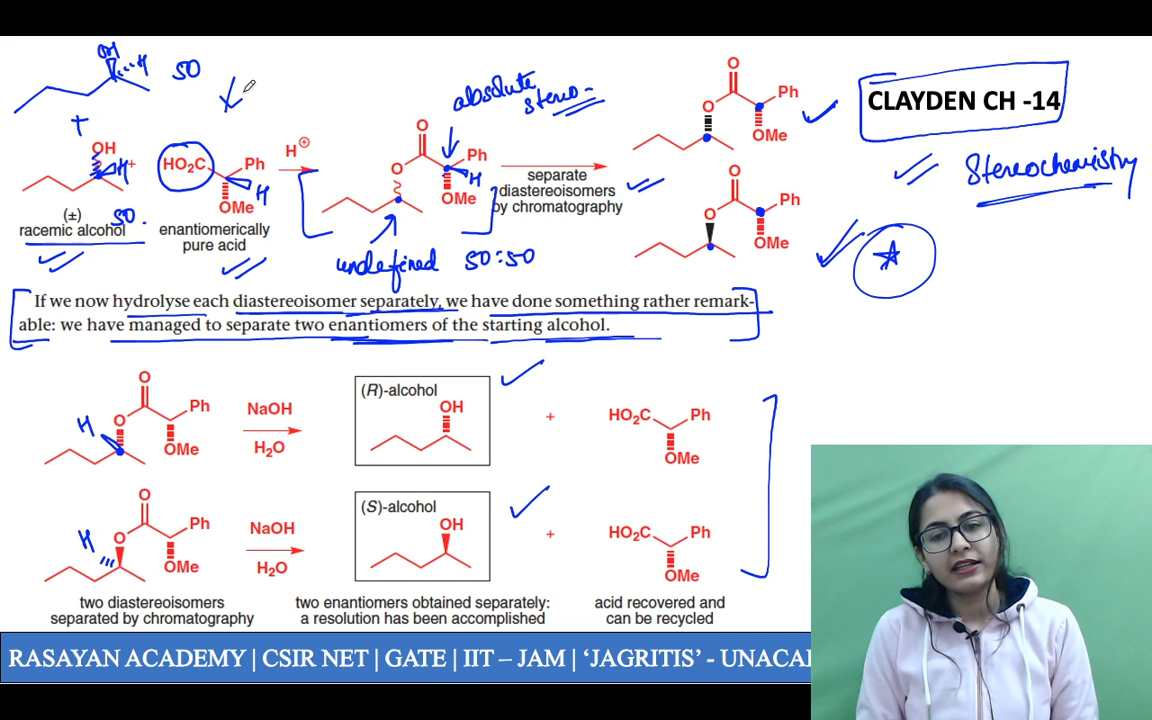 OH
H
50
+
OH
H
+
HO₂C
Ph
H
OMe
H⊕
(±)
50.
racemic alcohol
enantiomerically
pure acid
absolute
stereo-
O
O
Ph
H
OMe
undefined 50:50
separate
diastereoisomers
by chromatography
O
O
Ph
OMe
O
O
Ph
OMe
CLAYDEN CH -14
Stereochemistry
If we now hydrolyse each diastereoisomer separately, we have done something rather remark-
able: we have managed to separate two enantiomers of the starting alcohol.
O
H
O
Ph
OMe
NaOH
H₂O
(R)-alcohol
OH
+
HO₂C
Ph
OMe
O
H
O
Ph
OMe
NaOH
H₂O
(S)-alcohol
OH
+
HO₂C
Ph
OMe
two diastereoisomers
separated by chromatography
two enantiomers obtained separately:
a resolution has been accomplished
acid recovered and
can be recycled
RASAYAN ACADEMY | CSIR NET | GATE | IIT – JAM | ‘JAGRITIS’ - UNACA